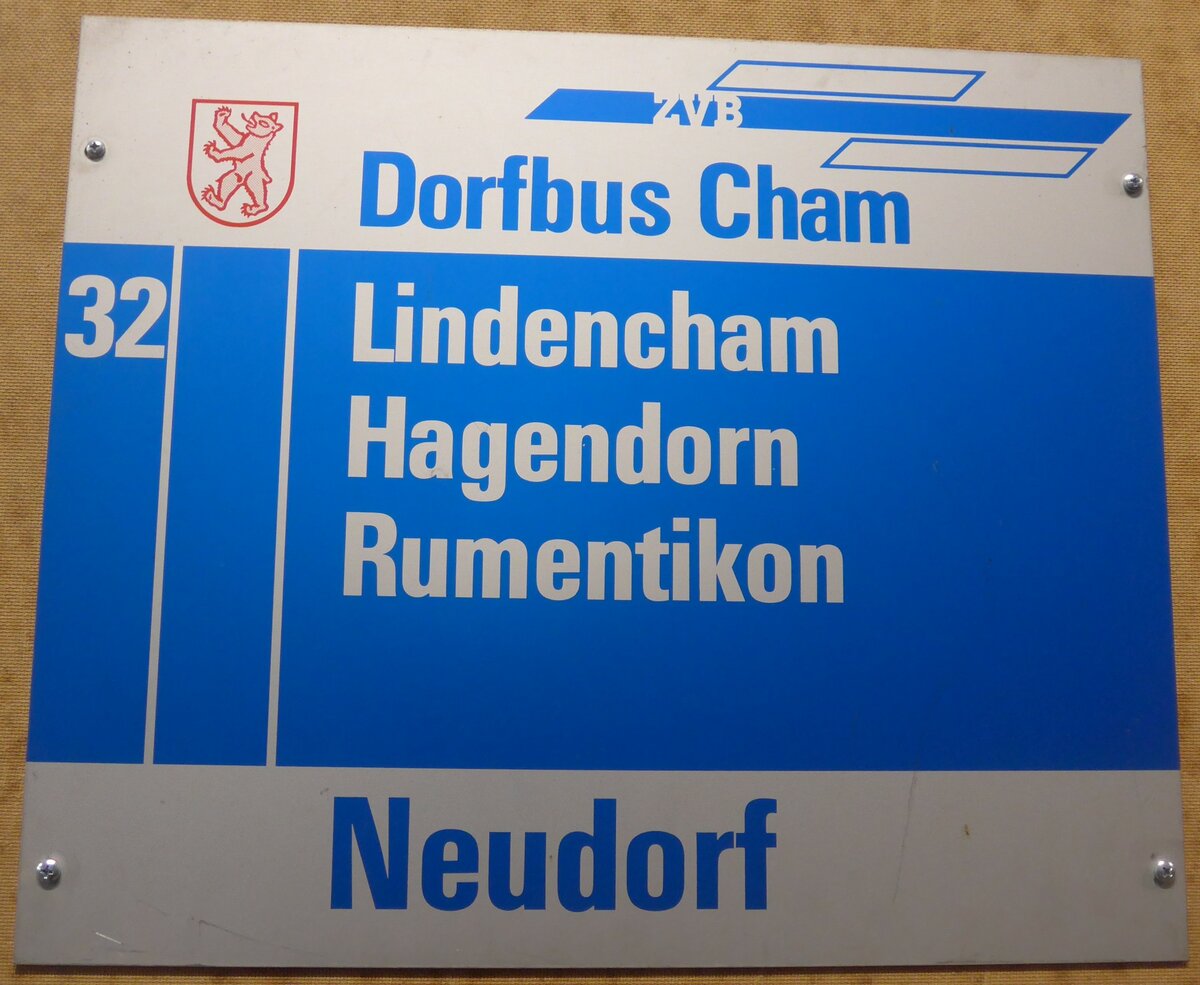 ZVB
Dorfbus Cham
32
Lindencham
Hagendorn
Rumentikon
Neudorf